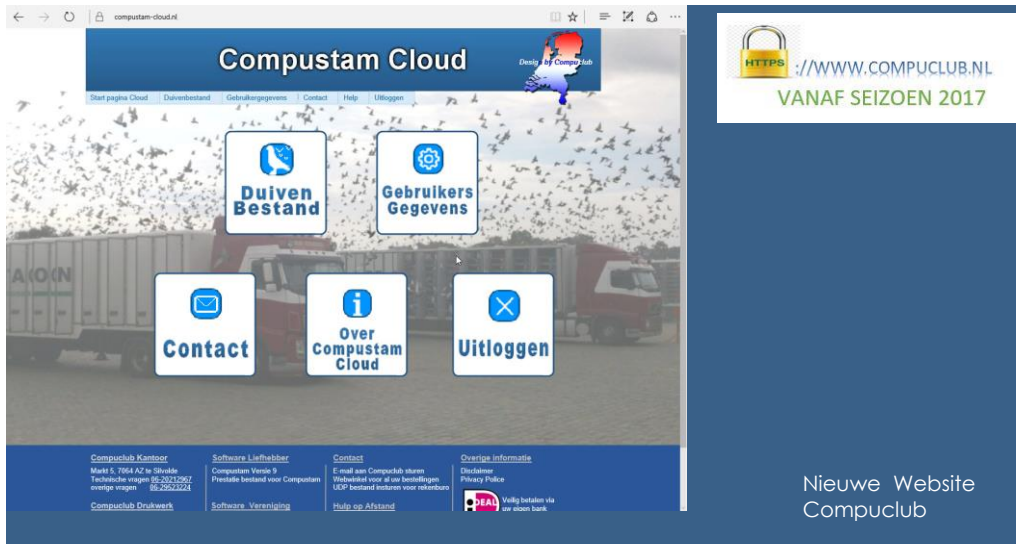 compustam-cloud.nl
Compustam Cloud
Design by Compuclub
Start pagina Cloud
Duivenbestand
Gebruikergegevens
Contact
Help
Uitloggen
Duiven
Bestand
Gebruikers
Gegevens
Contact
Over
Compustam
Cloud
Uitloggen
Compuclub Kantoor
Markt 5, 7064 AZ te Silvolde
Technische vragen 06-20212967
overige vragen 06-29523224
Compuclub Drukwerk
Software Liefhebber
Compustam Versie 9
Prestatie bestand voor Compustam
Software Vereniging
Contact
E-mail aan Compuclub sturen
Webwinkel voor al uw bestellingen
UDP bestand insturen voor rekenburo
Hulp op Afstand
Overige informatie
Disclaimer
Privacy Police
iDEAL
Veilig betalen via
uw eigen bank
HTTPS ://WWW.COMPUCLUB.NL
VANAF SEIZOEN 2017
Nieuwe Website
Compuclub